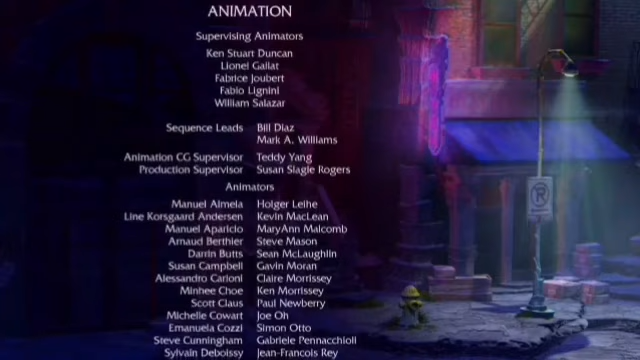 ANIMATION
Supervising Animators
Ken Stuart Duncan
Lionel Gallat
Fabrice Joubert
Fabio Lignini
William Salazar
Sequence Leads Bill Diaz
Mark A. Williams
Animation CG Supervisor Teddy Yang
Production Supervisor Susan Slagle Rogers
Animators
Manuel Almela Holger Leihe
Line Korsgaard Andersen Kevin MacLean
Manuel Aparicio MaryAnn Malcomb
Arnaud Berthier Steve Mason
Darrin Butts Sean McLaughlin
Susan Campbell Gavin Moran
Alessandro Carloni Claire Morrissey
Minhee Choe Ken Morrissey
Scott Claus Paul Newberry
Michelle Cowart Joe Oh
Emanuela Cozzi Simon Otto
Steve Cunningham Gabriele Pennacchioli
Sylvain Deboissy Jean-Francois Rey